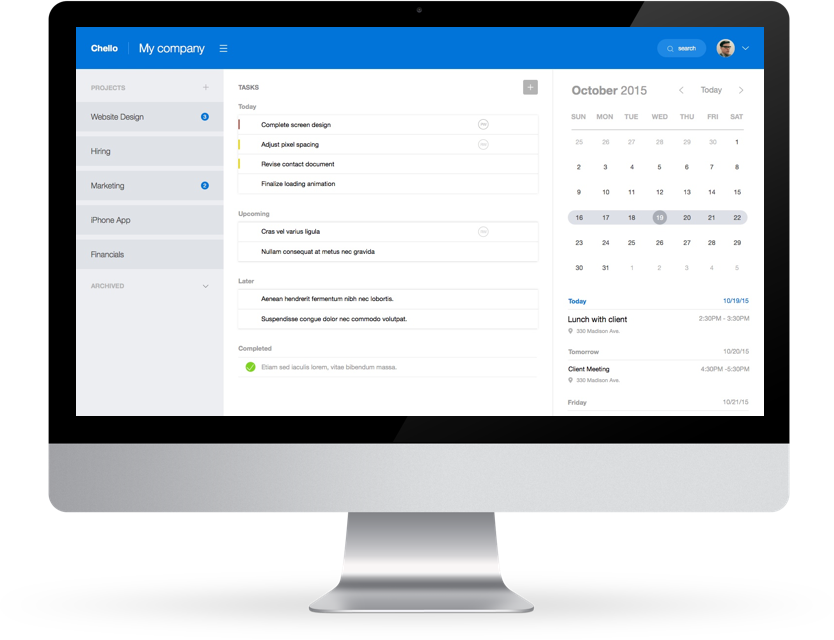 Chello My company search
PROJECTS +
Website Design 3
Hiring
Marketing 2
iPhone App
Financials
ARCHIVED
TASKS +
Today
Complete screen design
Adjust pixel spacing
Revise contact document
Finalize loading animation
Upcoming
Cras vel varius ligula
Nullam consequat at metus nec gravida
Later
Aenean hendrerit fermentum nibh nec lobortis.
Suspendisse congue dolor nec commodo volutpat.
Completed
Etiam sed iaculis lorem, vitae bibendum massa.
October 2015 Today
SUN MON TUE WED THU FRI SAT
25 26 27 28 29 30 1
2 3 4 5 6 7 8
9 10 11 12 13 14 15
16 17 18 19 20 21 22
23 24 25 26 27 28 29
30 31 1 2 3 4 5
Today 10/19/15
Lunch with client 2:30PM - 3:30PM
330 Madison Ave.
Tomorrow 10/20/15
Client Meeting 4:30PM -5:30PM
330 Madison Ave.
Friday 10/21/15